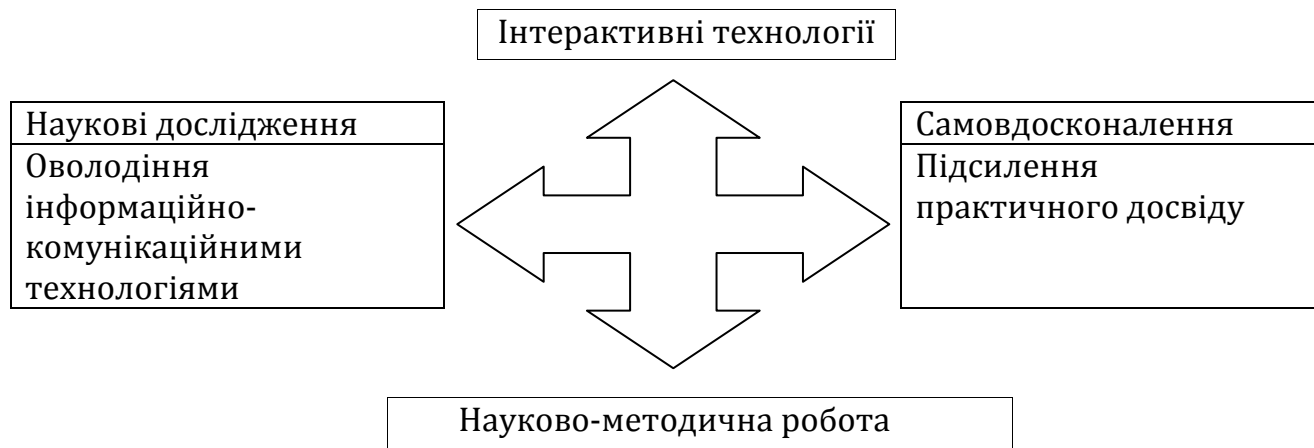 Інтерактивні технології
Наукові дослідження
Оволодіння
інформаційно-
комунікаційними
технологіями
Самовдосконалення
Підсилення
практичного досвіду
Науково-методична робота